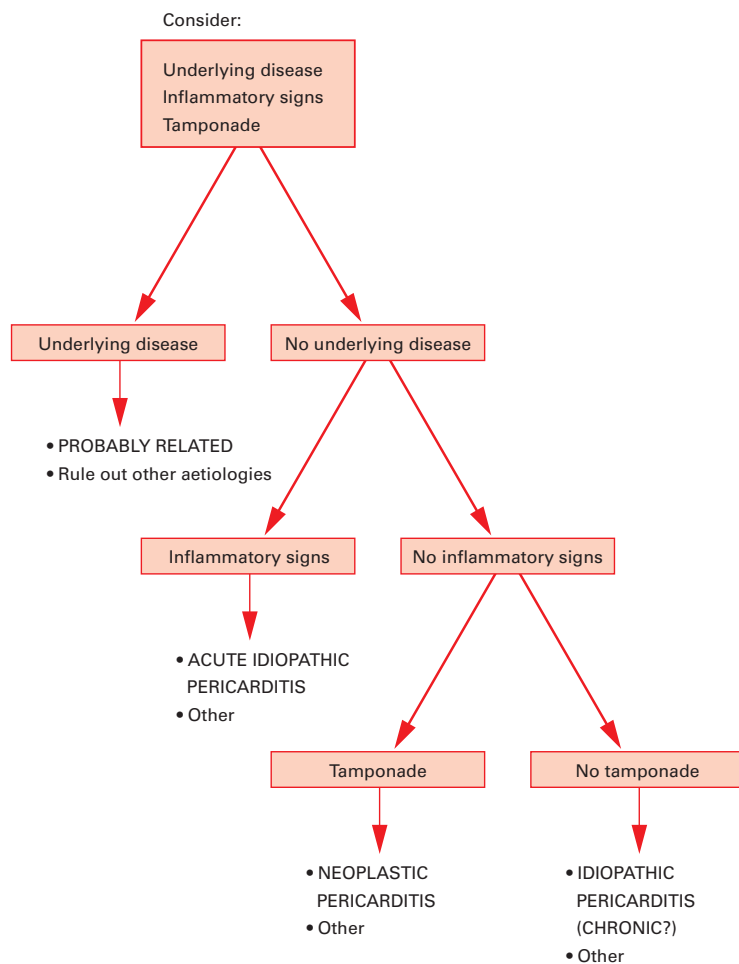 Consider:
Underlying disease
Inflammatory signs
Tamponade
Underlying disease
No underlying disease
• PROBABLY RELATED
• Rule out other aetiologies
Inflammatory signs
No inflammatory signs
• ACUTE IDIOPATHIC
PERICARDITIS
• Other
Tamponade
No tamponade
• NEOPLASTIC
PERICARDITIS
• Other
• IDIOPATHIC
PERICARDITIS
(CHRONIC?)
• Other